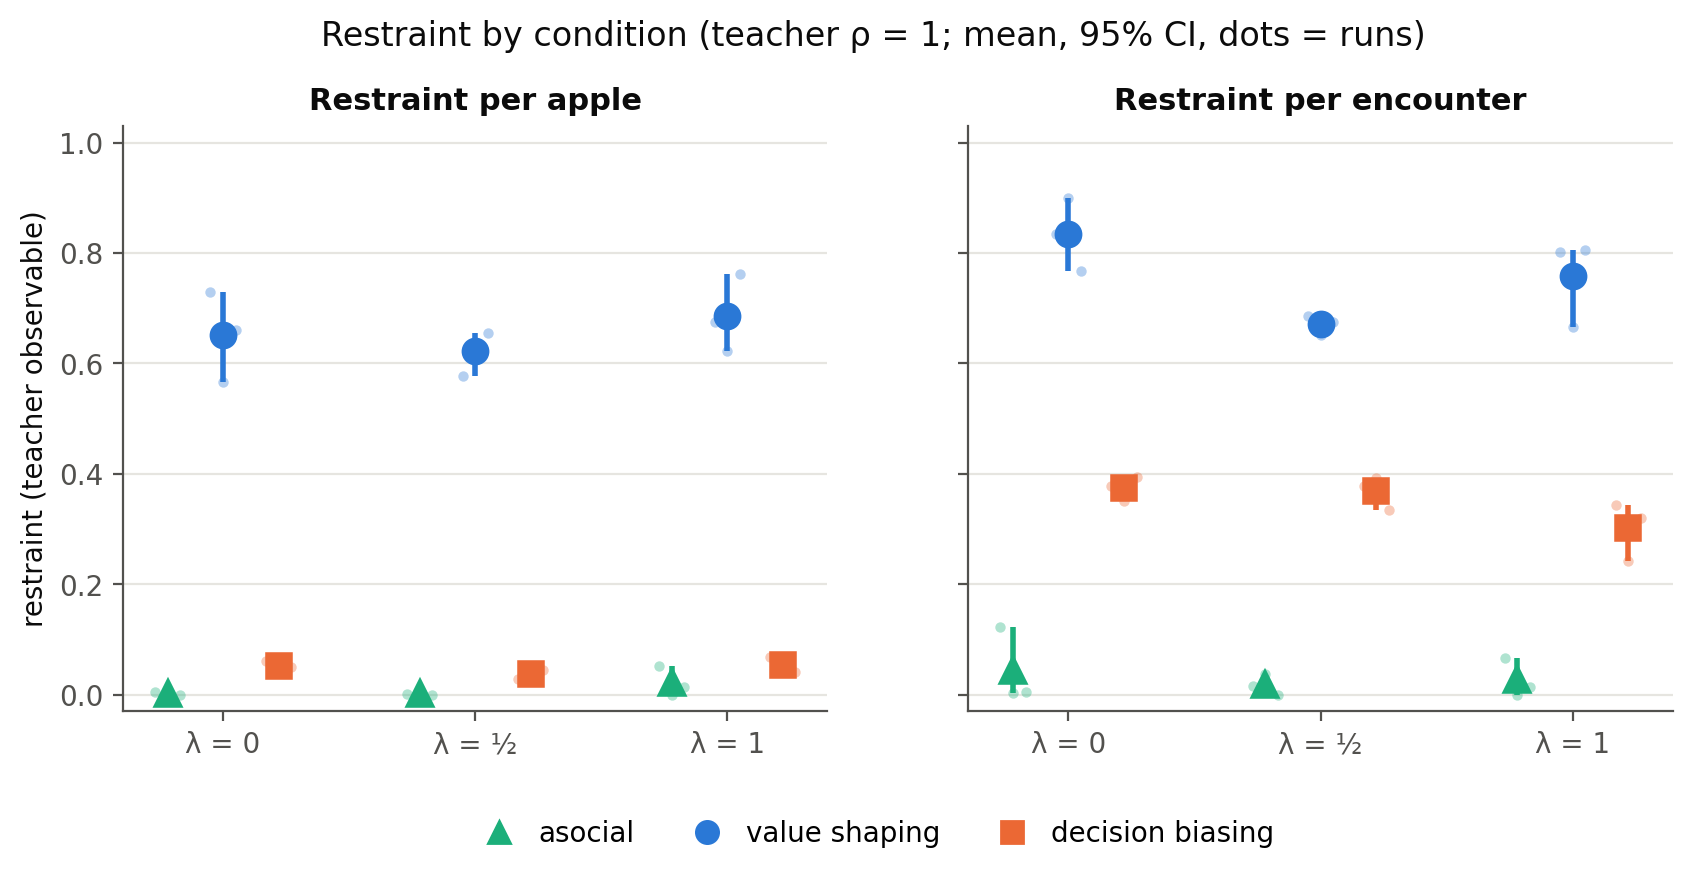 Restraint by condition (teacher ρ = 1; mean, 95% CI, dots = runs)
Restraint per apple
Restraint per encounter
restraint (teacher observable)
1.0
0.8
0.6
0.4
0.2
0.0
λ = 0
λ = ½
λ = 1
λ = 0
λ = ½
λ = 1
asocial
value shaping
decision biasing